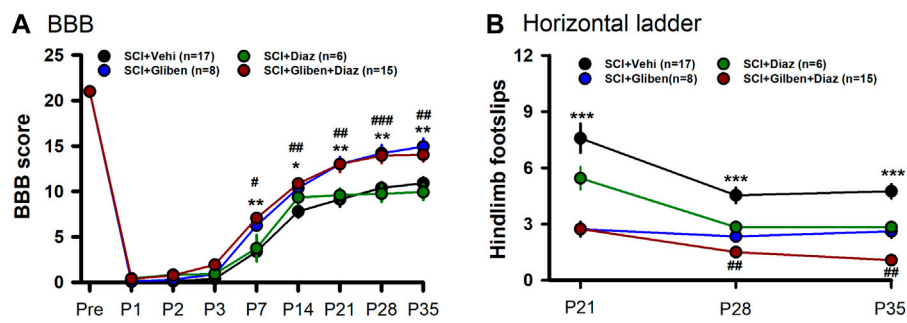 A BBB
BBB score
25
20
15
10
5
0
SCI+Vehi (n=17)
SCI+Diaz (n=6)
SCI+Gliben (n=8)
SCI+Gliben+Diaz (n=15)
#
**
##
*
##
**
###
**
##
**
Pre P1 P2 P3 P7 P14 P21 P28 P35
B Horizontal ladder
Hindlimb footslips
12
9
6
3
0
SCI+Vehi (n=17)
SCI+Diaz (n=6)
SCI+Gliben(n=8)
SCI+Gilben+Diaz (n=15)
***
***
***
##
##
P21 P28 P35